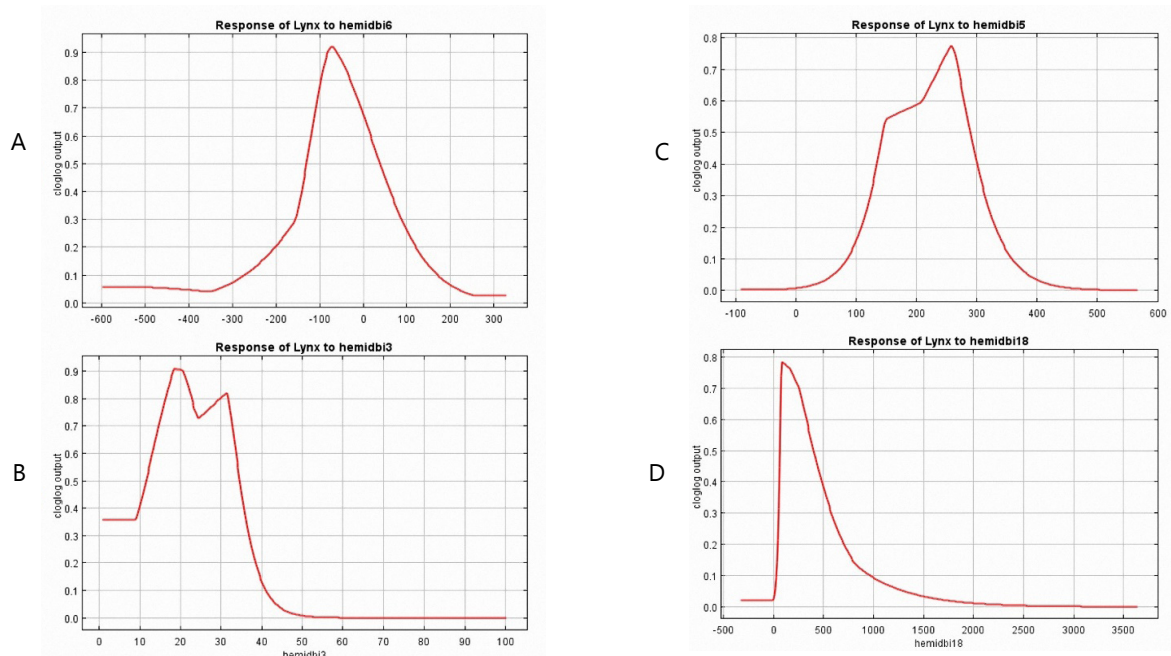 Response of Lynx to hemidbi6
A
cloglog output
0.9
0.8
0.7
0.6
0.5
0.4
0.3
0.2
0.1
0.0
-600 -500 -400 -300 -200 -100 0 100 200 300
Response of Lynx to hemidbi3
B
cloglog output
0.9
0.8
0.7
0.6
0.5
0.4
0.3
0.2
0.1
0.0
0 10 20 30 40 50 60 70 80 90 100
hemidbi3
Response of Lynx to hemidbi5
C
cloglog output
0.8
0.7
0.6
0.5
0.4
0.3
0.2
0.1
0.0
-100 0 100 200 300 400 500 600
Response of Lynx to hemidbi18
D
cloglog output
0.8
0.7
0.6
0.5
0.4
0.3
0.2
0.1
0.0
-500 0 500 1000 1500 2000 2500 3000 3500
hemidbi18